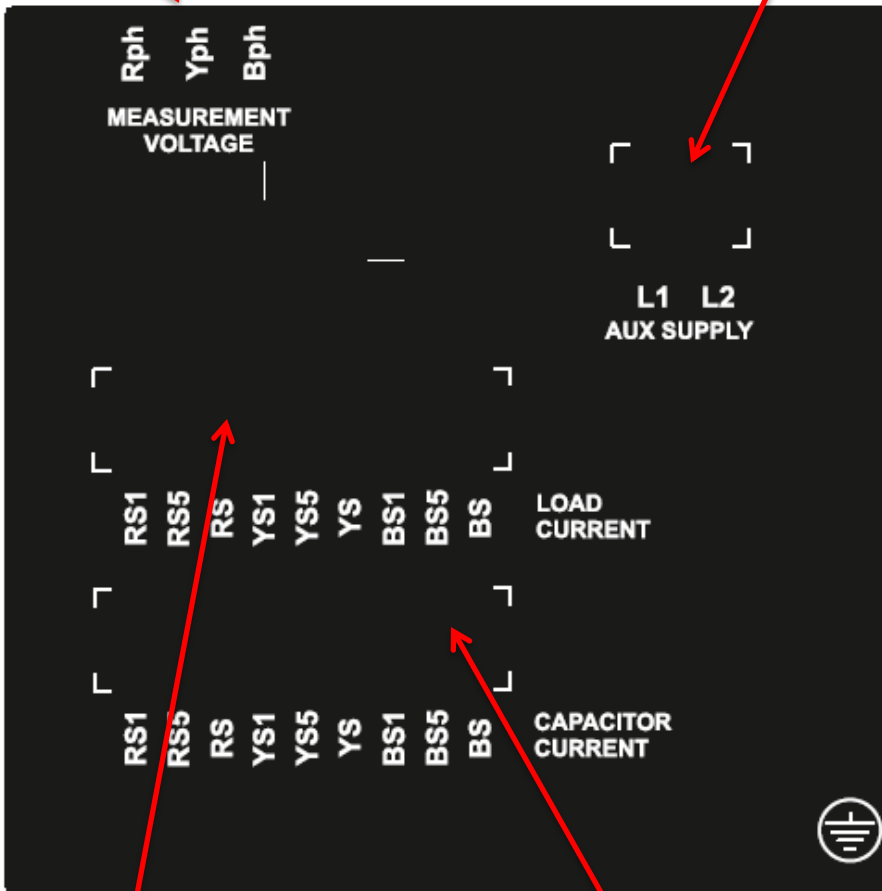 Rph Yph Bph
MEASUREMENT
VOLTAGE
L1 L2
AUX SUPPLY
RS1 RS5 RS YS1 YS5 YS BS1 BS5 BS
LOAD
CURRENT
RS1 RS5 RS YS1 YS5 YS BS1 BS5 BS
CAPACITOR
CURRENT